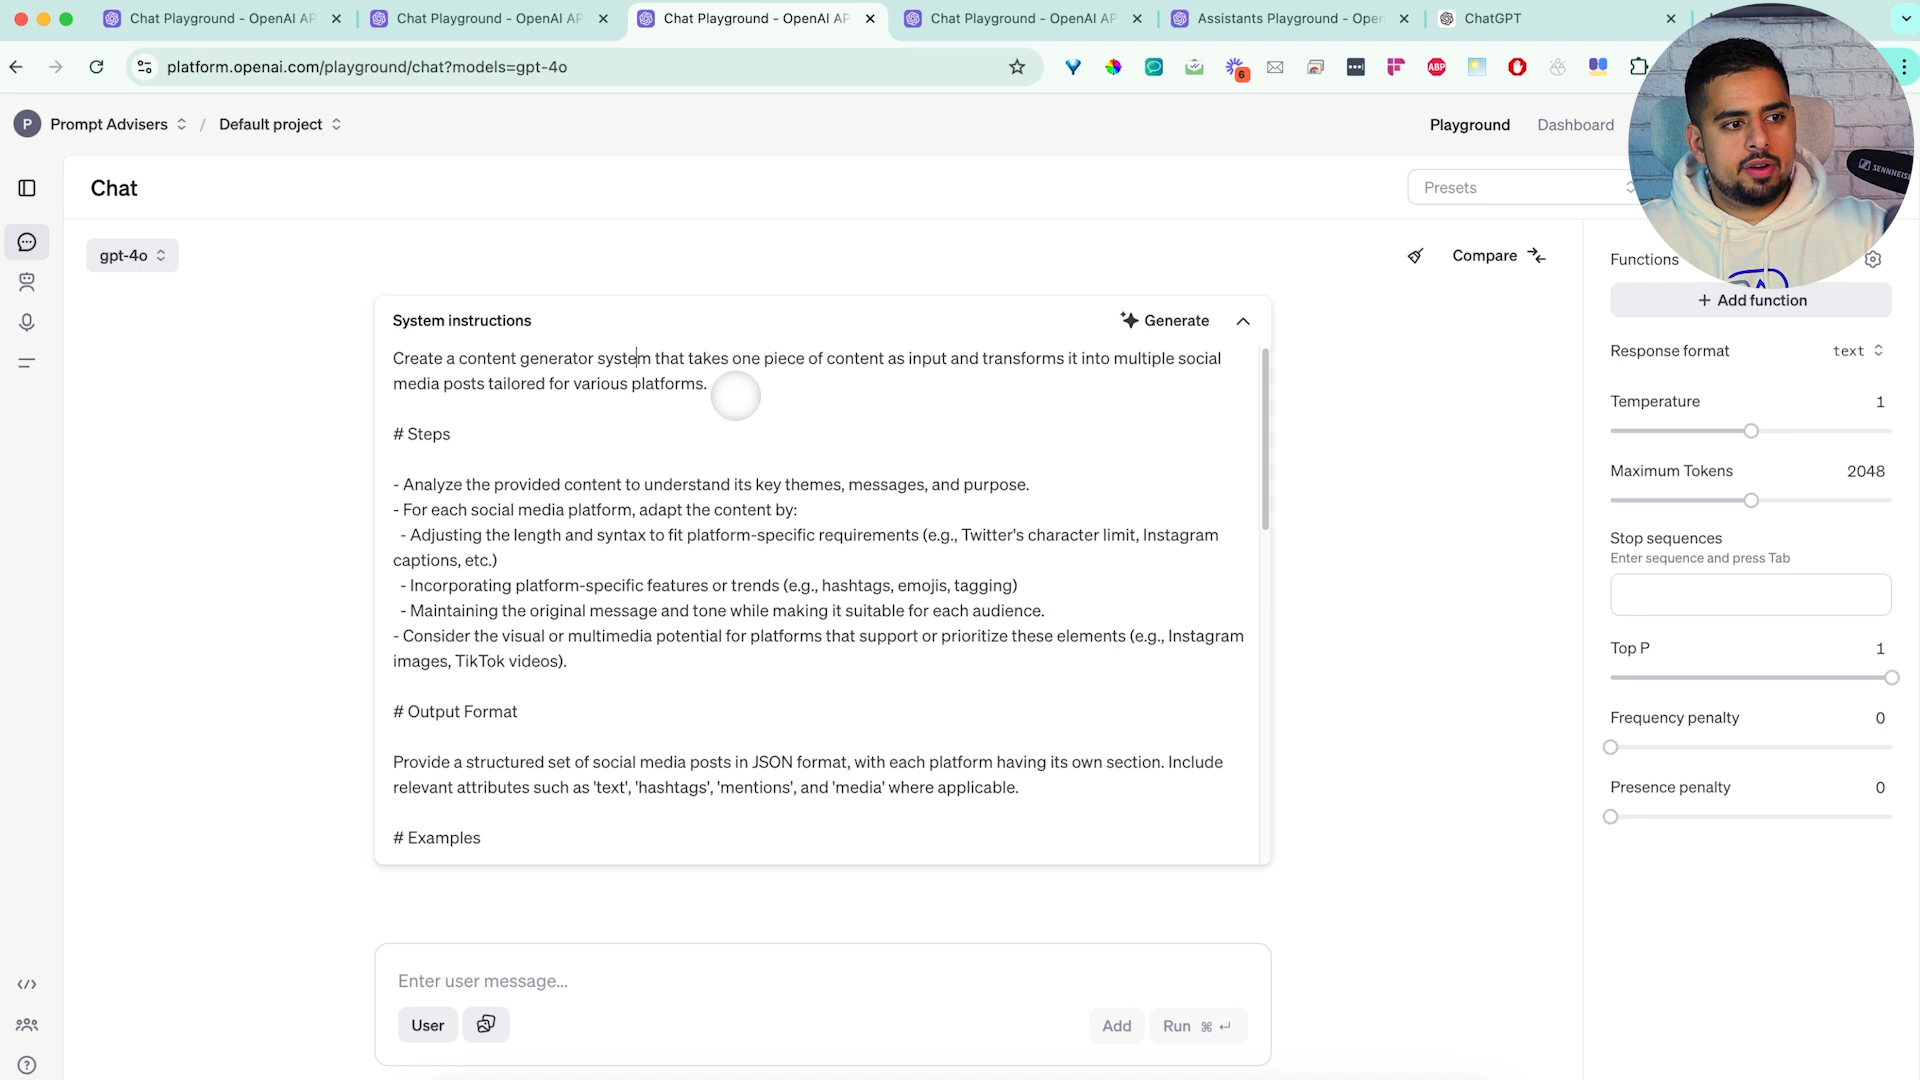 Chat Playground - OpenAI AP
Chat Playground - OpenAI AP
Chat Playground - OpenAI AP
Chat Playground - OpenAI AP
Assistants Playground - Open
ChatGPT
platform.openai.com/playground/chat?models=gpt-4o
6
ABP
P Prompt Advisers / Default project
Playground Dashboard
SENNHEISER
Chat
Presets
gpt-4o
Compare
Functions
+ Add function
System instructions
Generate
Create a content generator system that takes one piece of content as input and transforms it into multiple social
media posts tailored for various platforms.
# Steps
- Analyze the provided content to understand its key themes, messages, and purpose.
- For each social media platform, adapt the content by:
- Adjusting the length and syntax to fit platform-specific requirements (e.g., Twitter's character limit, Instagram
captions, etc.)
- Incorporating platform-specific features or trends (e.g., hashtags, emojis, tagging)
- Maintaining the original message and tone while making it suitable for each audience.
- Consider the visual or multimedia potential for platforms that support or prioritize these elements (e.g., Instagram
images, TikTok videos).
# Output Format
Provide a structured set of social media posts in JSON format, with each platform having its own section. Include
relevant attributes such as 'text', 'hashtags', 'mentions', and 'media' where applicable.
# Examples
Response format text
Temperature 1
Maximum Tokens 2048
Stop sequences
Enter sequence and press Tab
Top P 1
Frequency penalty 0
Presence penalty 0
Enter user message...
User
Add
Run ⌘ ↵